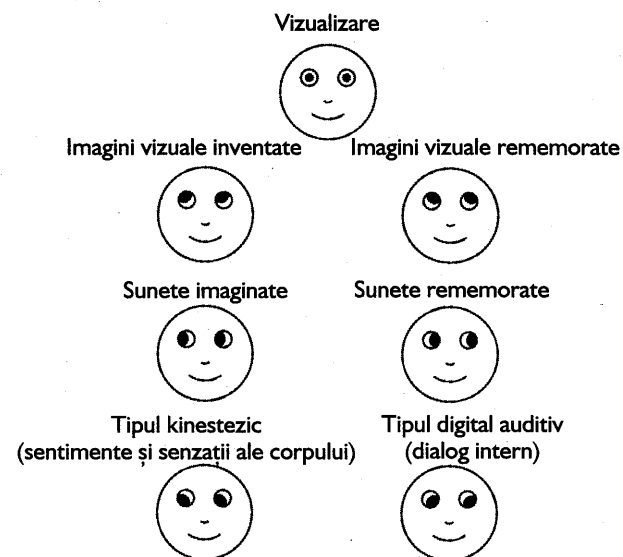 Vizualizare
Imagini vizuale inventate
Imagini vizuale rememorate
Sunete imaginate
Sunete rememorate
Tipul kinestezic
(sentimente și senzații ale corpului)
Tipul digital auditiv
(dialog intern)